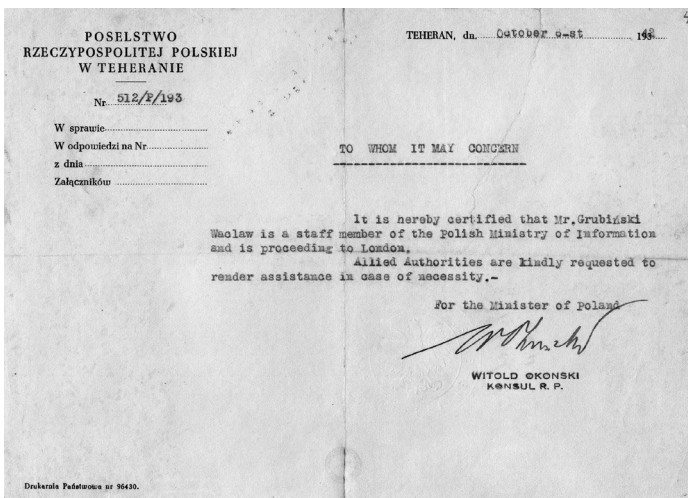 POSELSTWO
RZECZYPOSPOLITEJ POLSKIEJ
W TEHERANIE
Nr 512/P/193
W sprawie
W odpowiedzi na Nr
z dnia
Załączników
TEHERAN, dn. October 6-st 1942
TO WHOM IT MAY CONCERN
It is hereby certified that Mr.Grubiński
Waclaw is a staff member of the Polish Ministry of Information
and is proceeding to London.
Allied Authorities are kindly requested to
render assistance in case of necessity.-
For the Minister of Poland
WITOLD OKONSKI
KONSUL R. P.
Drukarnia Państwowa nr 96430.